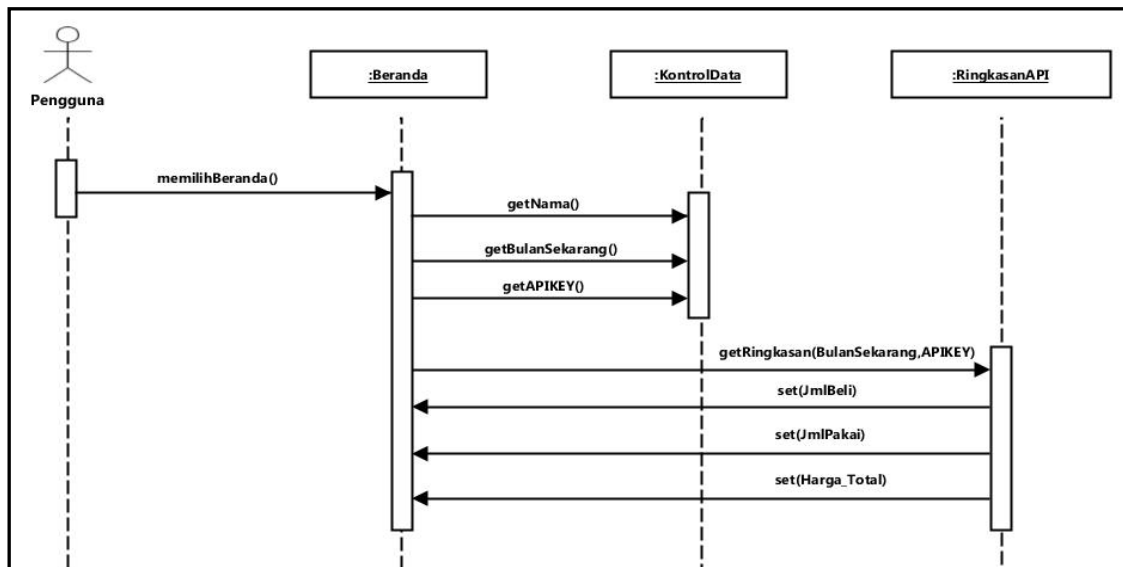 :Beranda
:KontrolData
:RingkasanAPI
Pengguna
memilihBeranda()
getNama()
getBulanSekarang()
getAPIKEY()
getRingkasan(BulanSekarang,APIKEY)
set(JmlBeli)
set(JmlPakai)
set(Harga_Total)